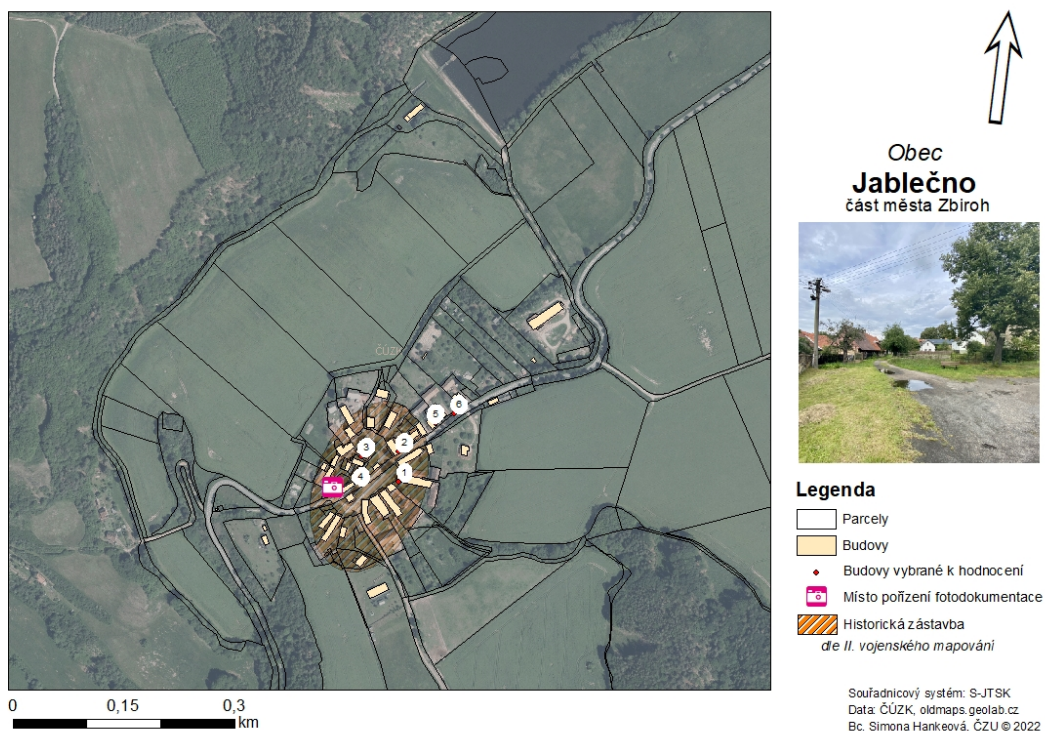 Obec
Jablečno
část města Zbiroh
ČÚZK
6
5
2
3
1
4
Legenda
Parcely
Budovy
Budovy vybrané k hodnocení
Místo pořízení fotodokumentace
Historická zástavba
dle II. vojenského mapování
0 0,15 0,3
km
Souřadnicový systém: S-JTSK
Data: ČÚZK, oldmaps.geolab.cz
Bc. Simona Hankeová, ČZU © 2022